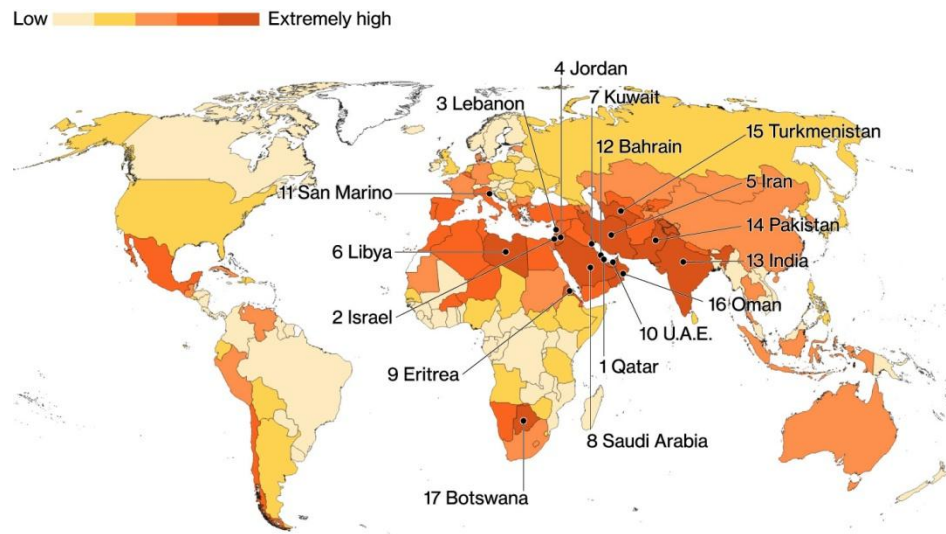 Low Extremely high
4 Jordan
3 Lebanon
7 Kuwait
15 Turkmenistan
12 Bahrain
5 Iran
11 San Marino
14 Pakistan
6 Libya
13 India
16 Oman
2 Israel
10 U.A.E.
9 Eritrea
1 Qatar
8 Saudi Arabia
17 Botswana